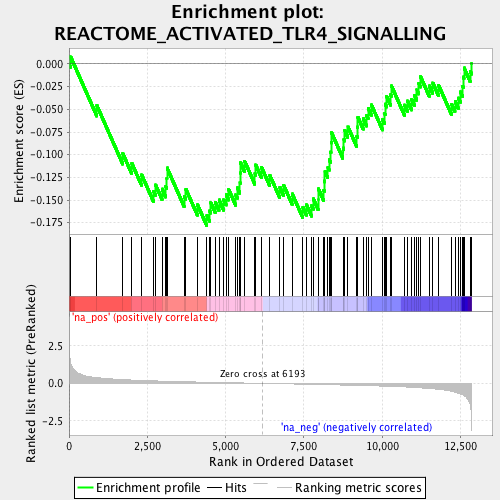 Enrichment plot:
REACTOME_ACTIVATED_TLR4_SIGNALLING
Enrichment score (ES)
0.000
-0.025
-0.050
-0.075
-0.100
-0.125
-0.150
-0.175
'na_pos' (positively correlated)
Ranked list metric (PreRanked)
2.5
0.0
-2.5
Zero cross at 6193
'na_neg' (negatively correlated)
0
2,500
5,000
7,500
10,000
12,500
Rank in Ordered Dataset
Enrichment profile
Hits
Ranking metric scores